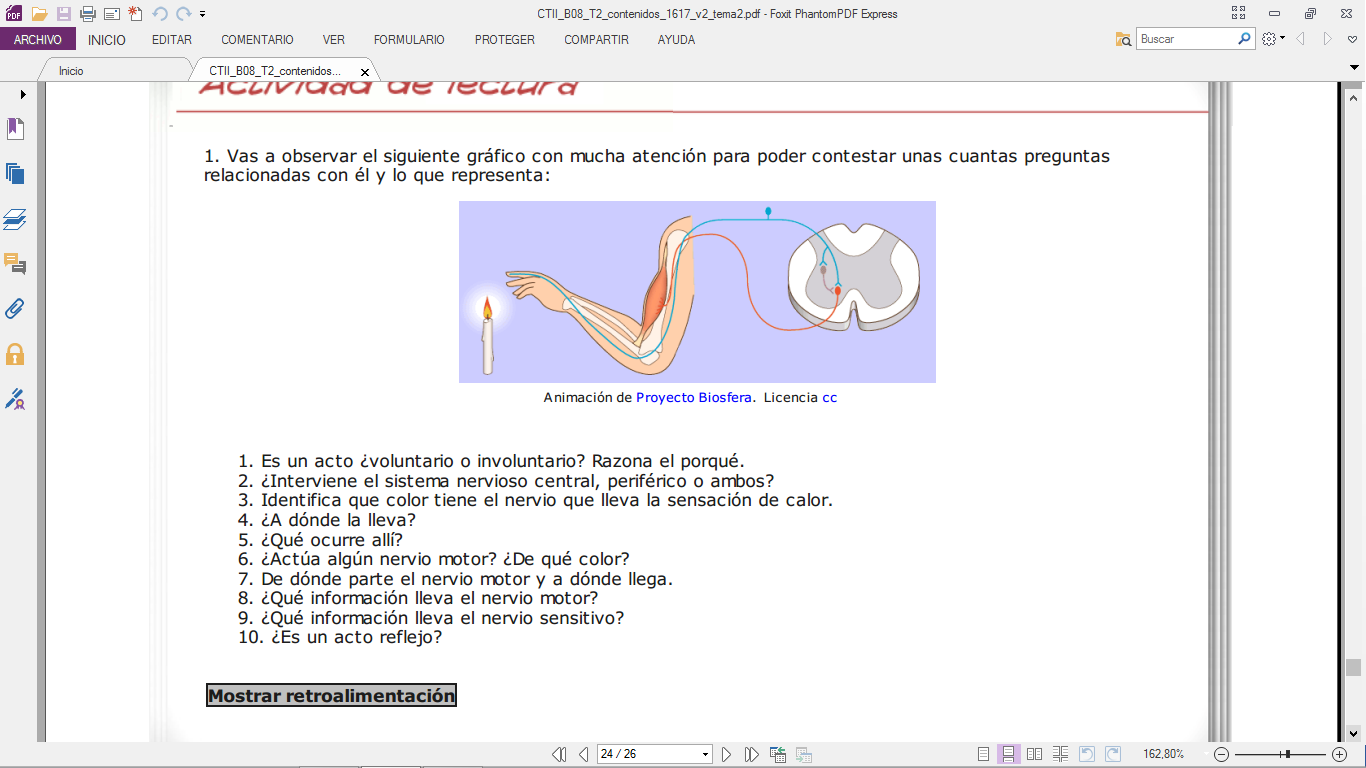 CTII_B08_T2_contenidos_1617_v2_tema2.pdf - Foxit PhantomPDF Express
ARCHIVO INICIO EDITAR COMENTARIO VER FORMULARIO PROTEGER COMPARTIR AYUDA Buscar
Inicio CTII_B08_T2_contenidos...
Actividad de lectura
1. Vas a observar el siguiente gráfico con mucha atención para poder contestar unas cuantas preguntas
relacionadas con él y lo que representa:
Animación de Proyecto Biosfera. Licencia cc
1. Es un acto ¿voluntario o involuntario? Razona el porqué.
2. ¿Interviene el sistema nervioso central, periférico o ambos?
3. Identifica que color tiene el nervio que lleva la sensación de calor.
4. ¿A dónde la lleva?
5. ¿Qué ocurre allí?
6. ¿Actúa algún nervio motor? ¿De qué color?
7. De dónde parte el nervio motor y a dónde llega.
8. ¿Qué información lleva el nervio motor?
9. ¿Qué información lleva el nervio sensitivo?
10. ¿Es un acto reflejo?
Mostrar retroalimentación
24 / 26 162,80%